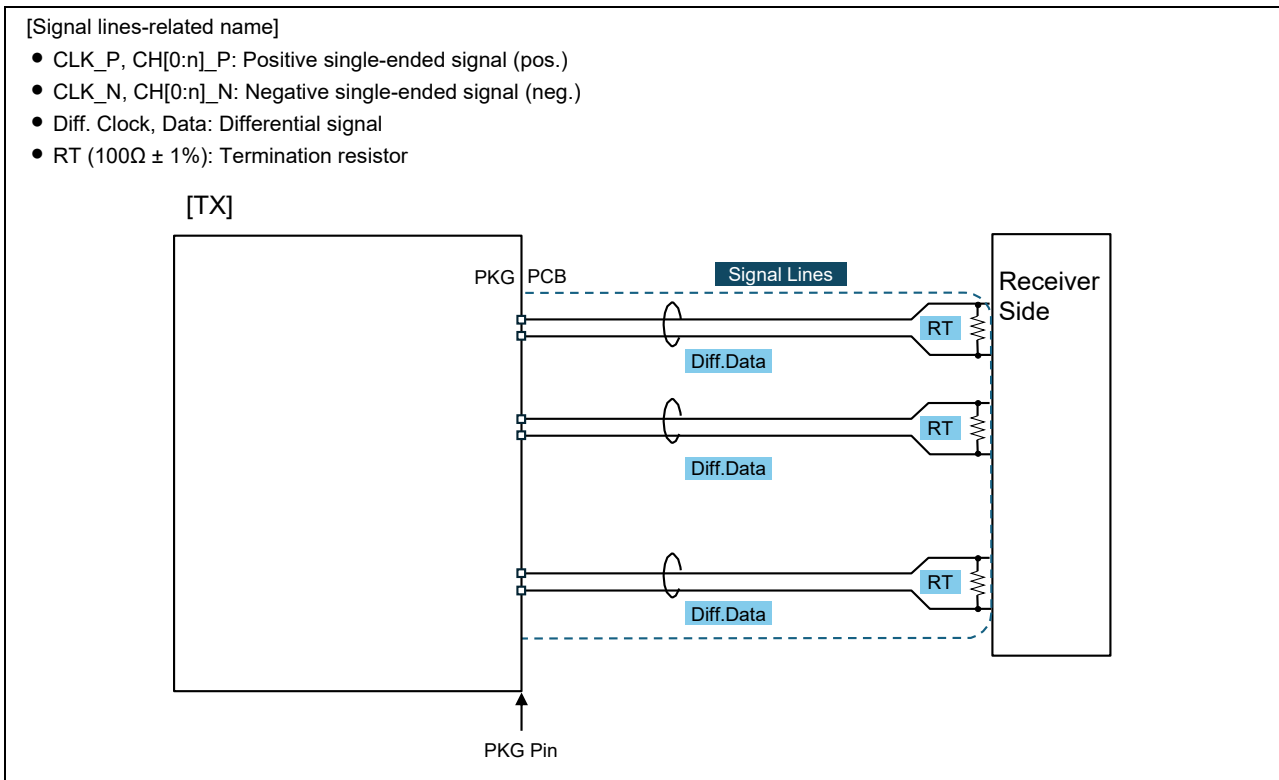 [Signal lines-related name]
● CLK_P, CH[0:n]_P: Positive single-ended signal (pos.)
● CLK_N, CH[0:n]_N: Negative single-ended signal (neg.)
● Diff. Clock, Data: Differential signal
● RT (100Ω ± 1%): Termination resistor
[TX]
PKG PCB
Signal Lines
Receiver
Side
RT
Diff.Data
RT
Diff.Data
RT
Diff.Data
PKG Pin